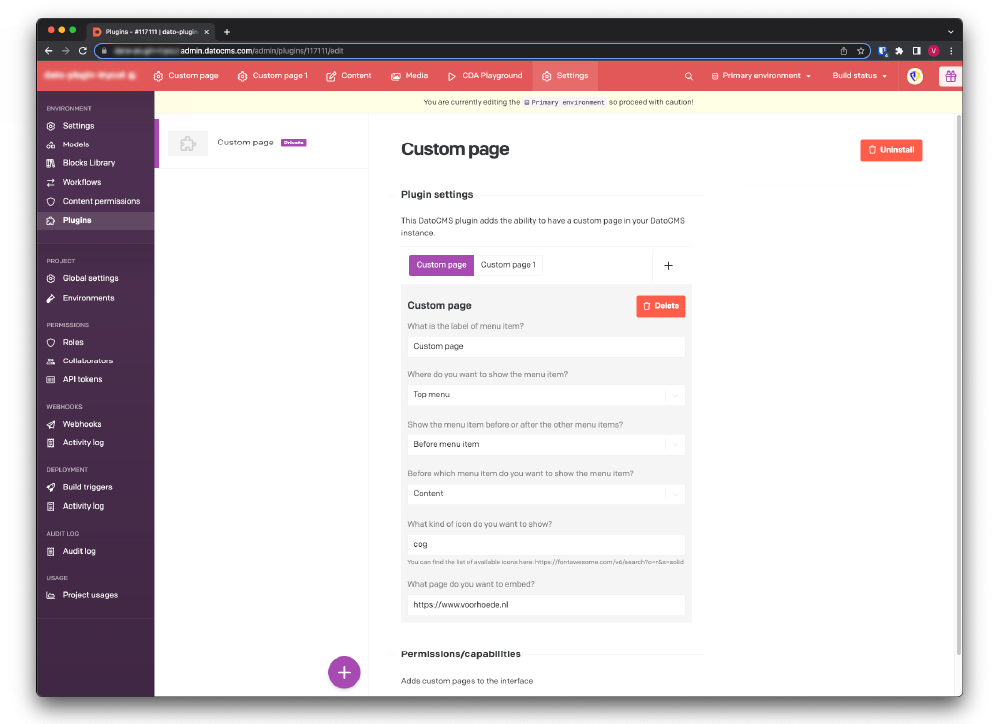 Plugins - #117111 | dato-plugin
admin.datocms.com/admin/plugins/117111/edit
V
Custom page
Custom page 1
Content
Media
CDA Playground
Settings
Primary environment
Build status
You are currently editing the Primary environment so proceed with caution!
ENVIRONMENT
Settings
Models
Blocks Library
Workflows
Content permissions
Plugins
PROJECT
Global settings
Environments
PERMISSIONS
Roles
Collaborators
API tokens
WEBHOOKS
Webhooks
Activity log
DEPLOYMENT
Build triggers
Activity log
AUDIT LOG
Audit log
USAGE
Project usages
Custom page Private
Custom page
Uninstall
Plugin settings
This DatoCMS plugin adds the ability to have a custom page in your DatoCMS
instance.
Custom page
Custom page 1
Custom page
Delete
What is the label of menu item?
Custom page
Where do you want to show the menu item?
Top menu
Show the menu item before or after the other menu items?
Before menu item
Before which menu item do you want to show the menu item?
Content
What kind of icon do you want to show?
cog
You can find the list of available icons here: https://fontawesome.com/v6/search?o=r&s=solid
What page do you want to embed?
https://www.voorhoede.nl
Permissions/capabilities
Adds custom pages to the interface